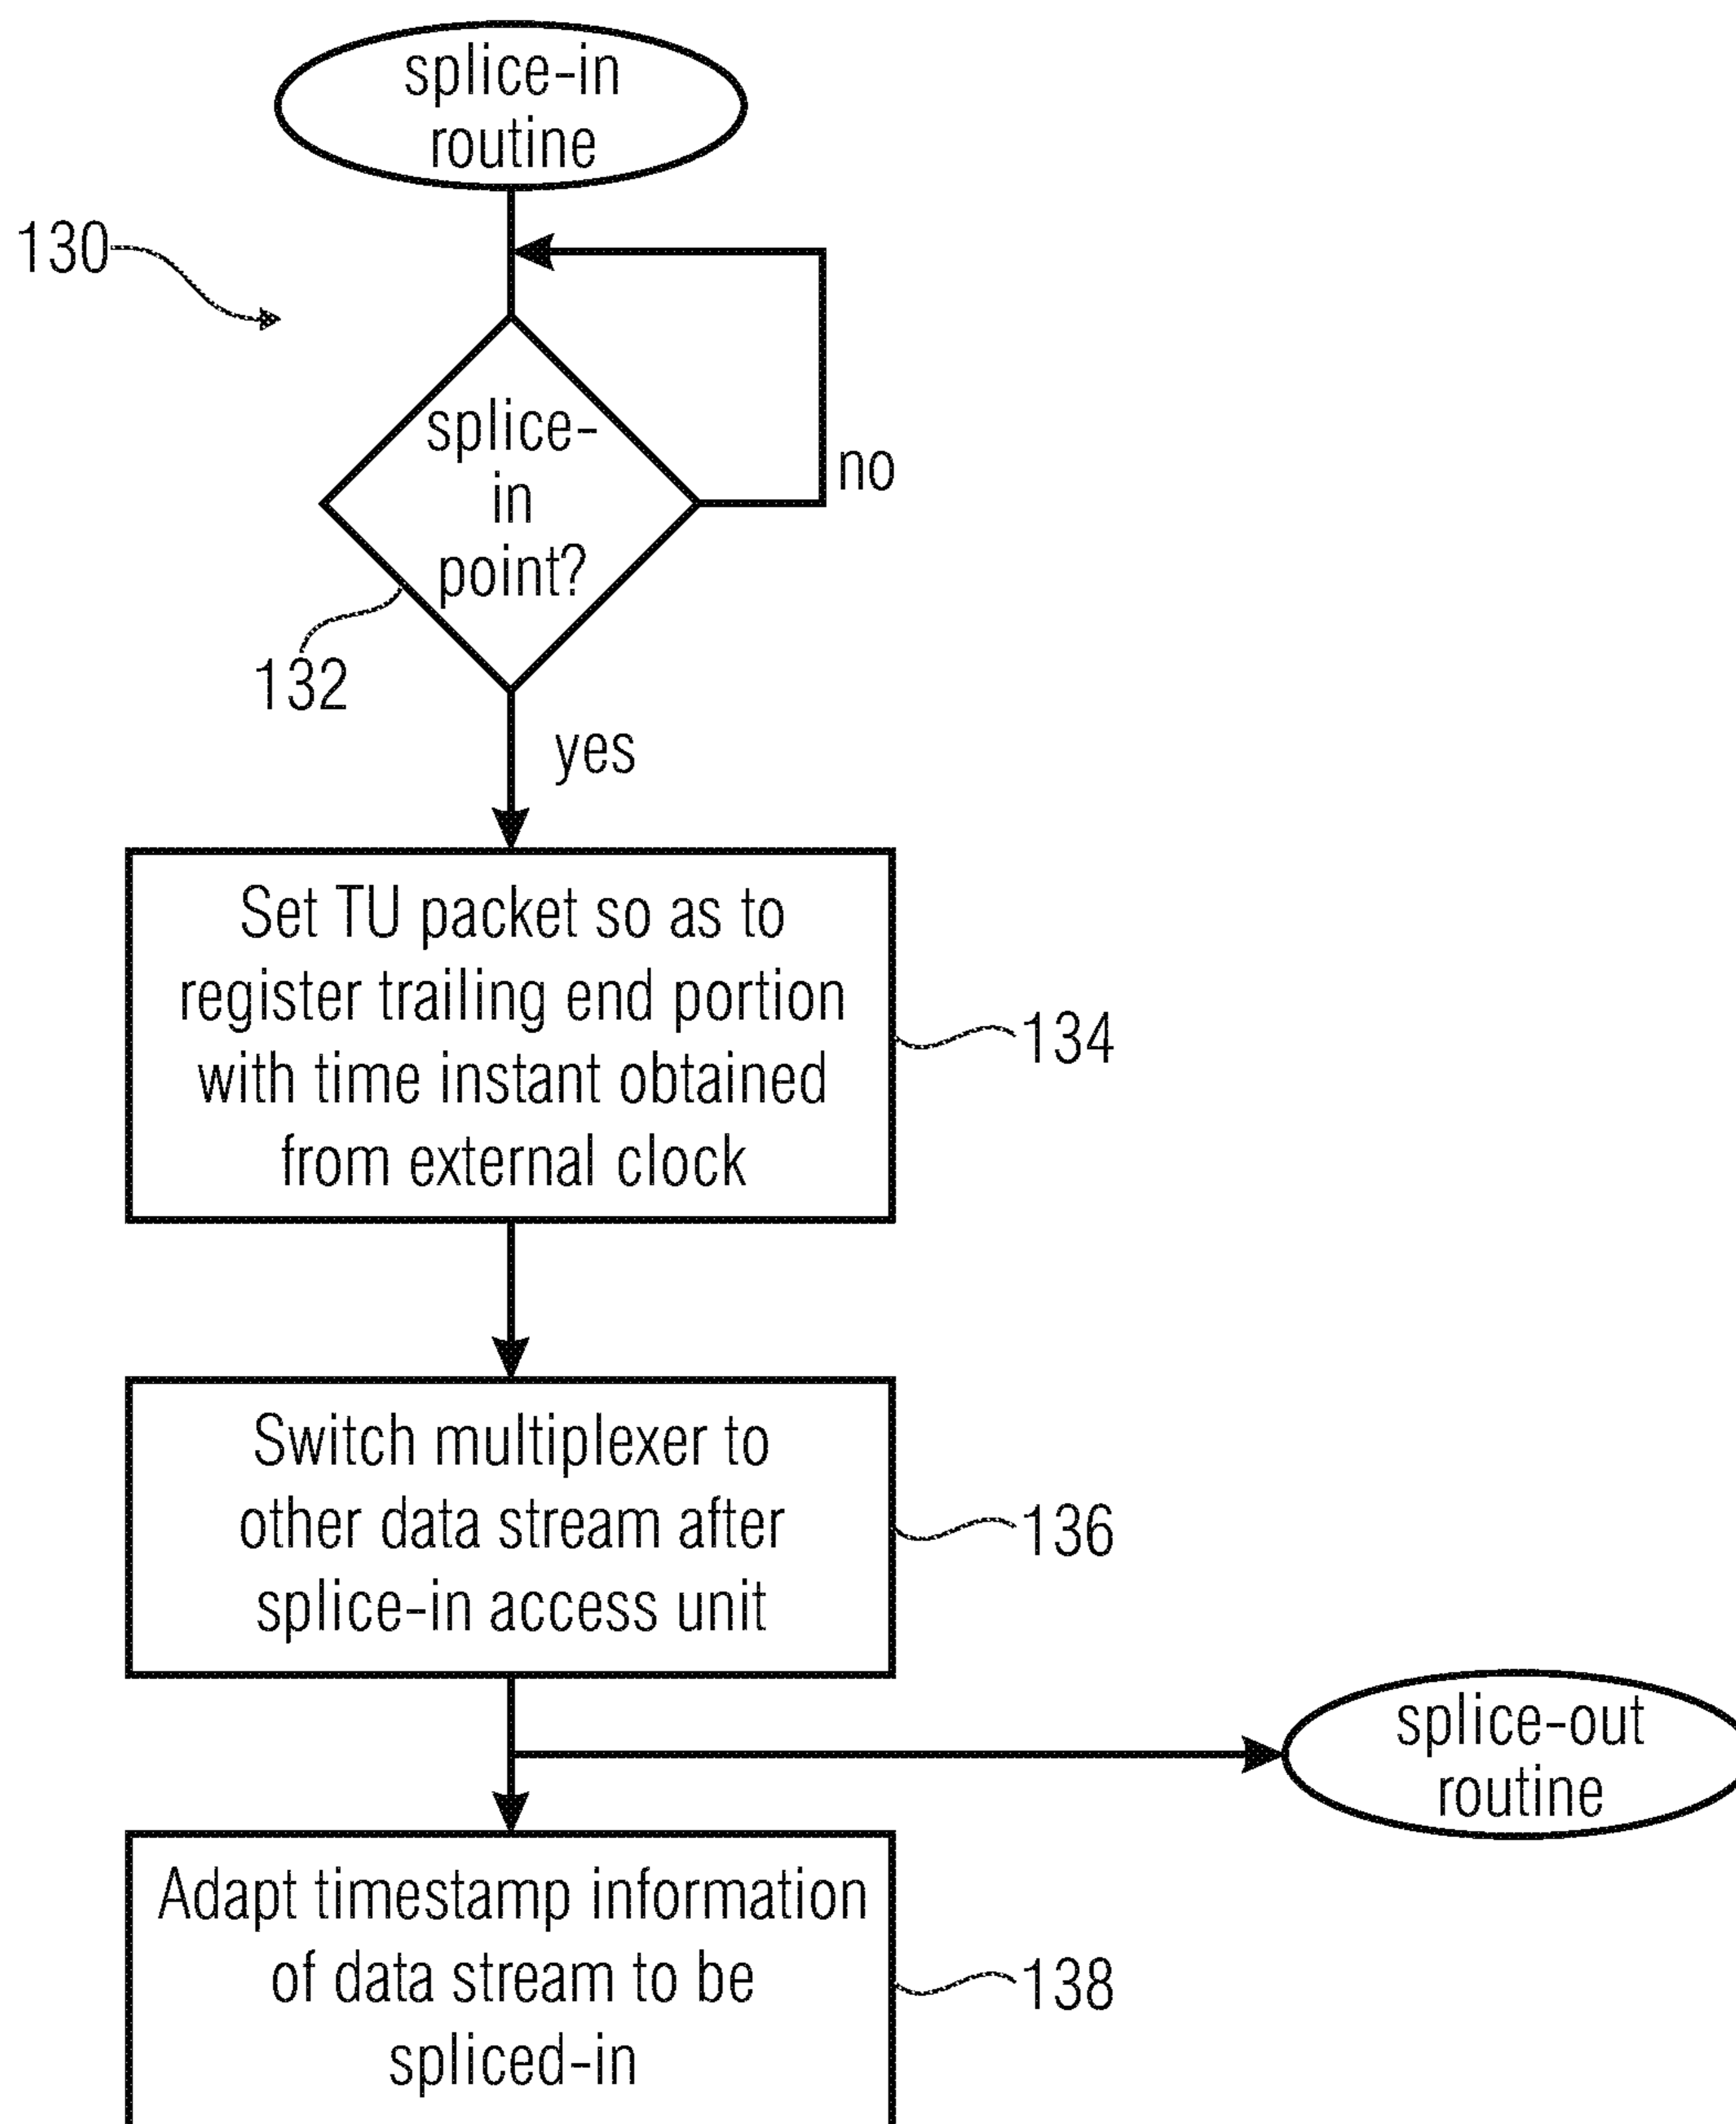 splice-in
routine
130
splice-
in
point?
no
132
yes
Set TU packet so as to
register trailing end portion
with time instant obtained
from external clock
134
Switch multiplexer to
other data stream after
splice-in access unit
136
splice-out
routine
Adapt timestamp information
of data stream to be
spliced-in
138